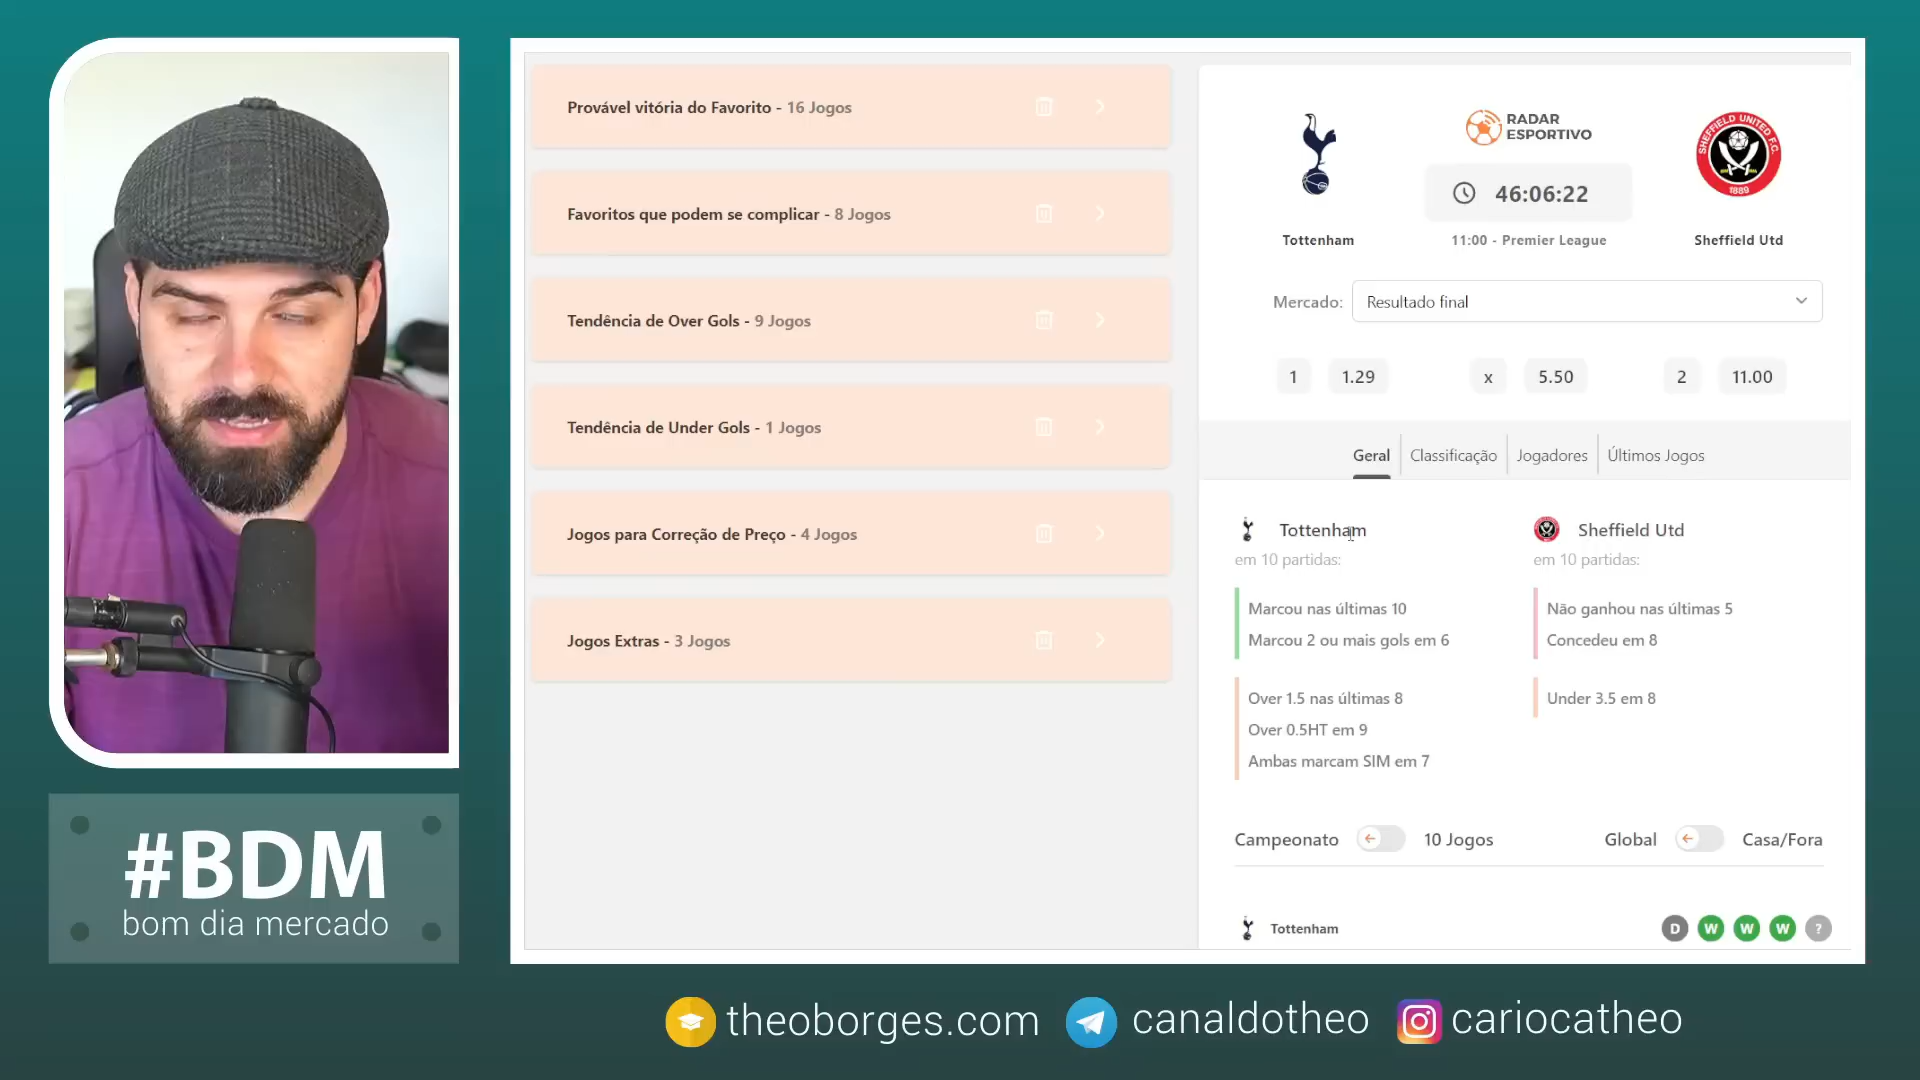 Provável vitória do Favorito - 16 Jogos
Favoritos que podem se complicar - 8 Jogos
Tendência de Over Gols - 9 Jogos
Tendência de Under Gols - 1 Jogos
Jogos para Correção de Preço - 4 Jogos
Jogos Extras - 3 Jogos
RADAR ESPORTIVO
SHEFFIELD UNITED F.C.
1889
46:06:22
Tottenham
11:00 - Premier League
Sheffield Utd
Mercado: Resultado final
1 1.29 x 5.50 2 11.00
Geral Classificação Jogadores Últimos Jogos
Tottenham
em 10 partidas:
Marcou nas últimas 10
Marcou 2 ou mais gols em 6
Over 1.5 nas últimas 8
Over 0.5HT em 9
Ambas marcam SIM em 7
Sheffield Utd
em 10 partidas:
Não ganhou nas últimas 5
Concedeu em 8
Under 3.5 em 8
Campeonato 10 Jogos Global Casa/Fora
Tottenham D W W W ?
#BDM
bom dia mercado
theoborges.com canaldotheo cariocatheo